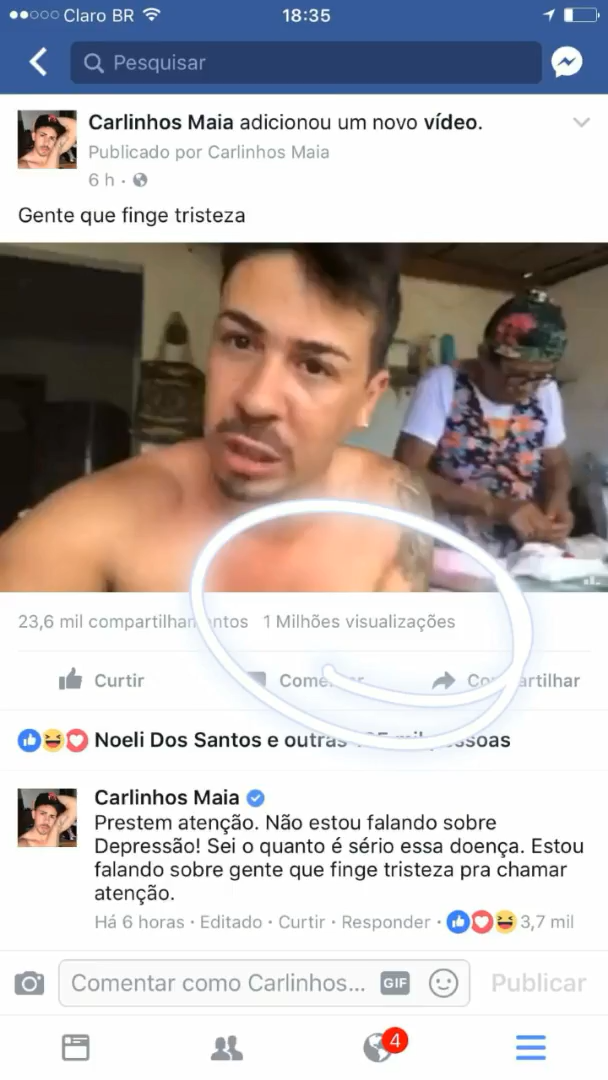 Claro BR
18:35
Pesquisar
Carlinhos Maia adicionou um novo vídeo.
Publicado por Carlinhos Maia
6 h
Gente que finge tristeza
23,6 mil compartilhamentos 1 Milhões visualizações
Curtir Comentar Compartilhar
Noeli Dos Santos e outras mil pessoas
Carlinhos Maia
Prestem atenção. Não estou falando sobre
Depressão! Sei o quanto é sério essa doença. Estou
falando sobre gente que finge tristeza pra chamar
atenção.
Há 6 horas · Editado · Curtir · Responder · 3,7 mil
Comentar como Carlinhos... GIF
Publicar
4